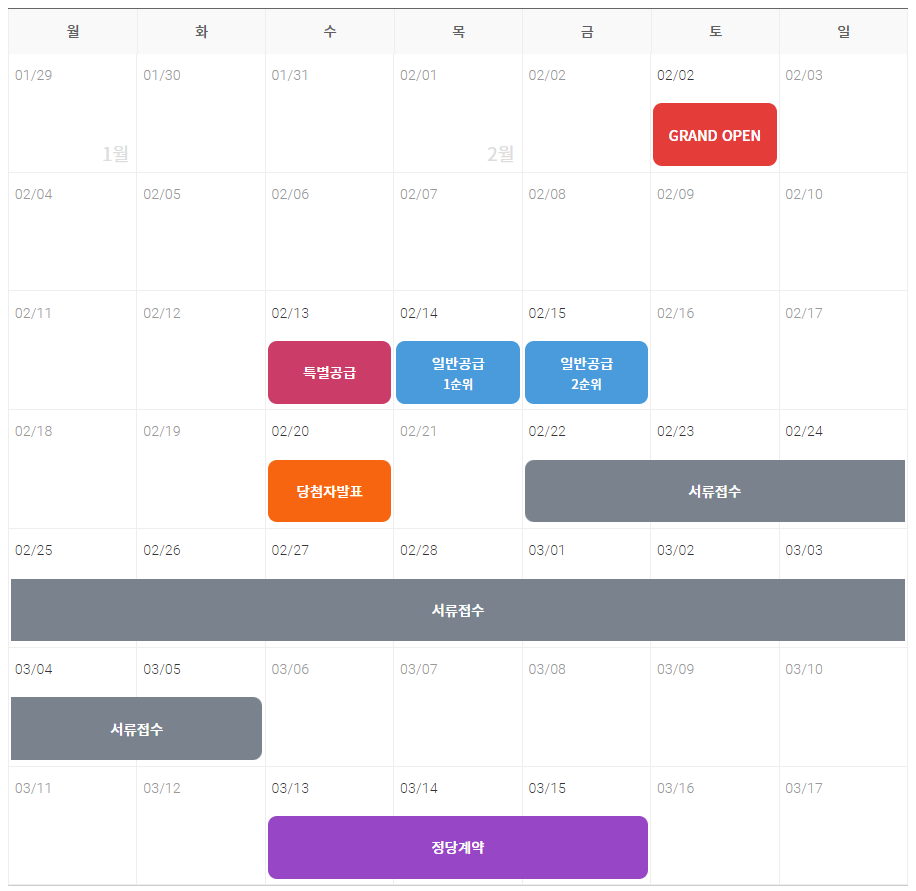 월 화 수 목 금 토 일
01/29 01/30 01/31 02/01 02/02 02/02 02/03
GRAND OPEN
1월 2월
02/04 02/05 02/06 02/07 02/08 02/09 02/10
02/11 02/12 02/13 02/14 02/15 02/16 02/17
특별공급
일반공급
1순위
일반공급
2순위
02/18 02/19 02/20 02/21 02/22 02/23 02/24
당첨자발표 서류접수
02/25 02/26 02/27 02/28 03/01 03/02 03/03
서류접수
03/04 03/05 03/06 03/07 03/08 03/09 03/10
서류접수
03/11 03/12 03/13 03/14 03/15 03/16 03/17
정당계약